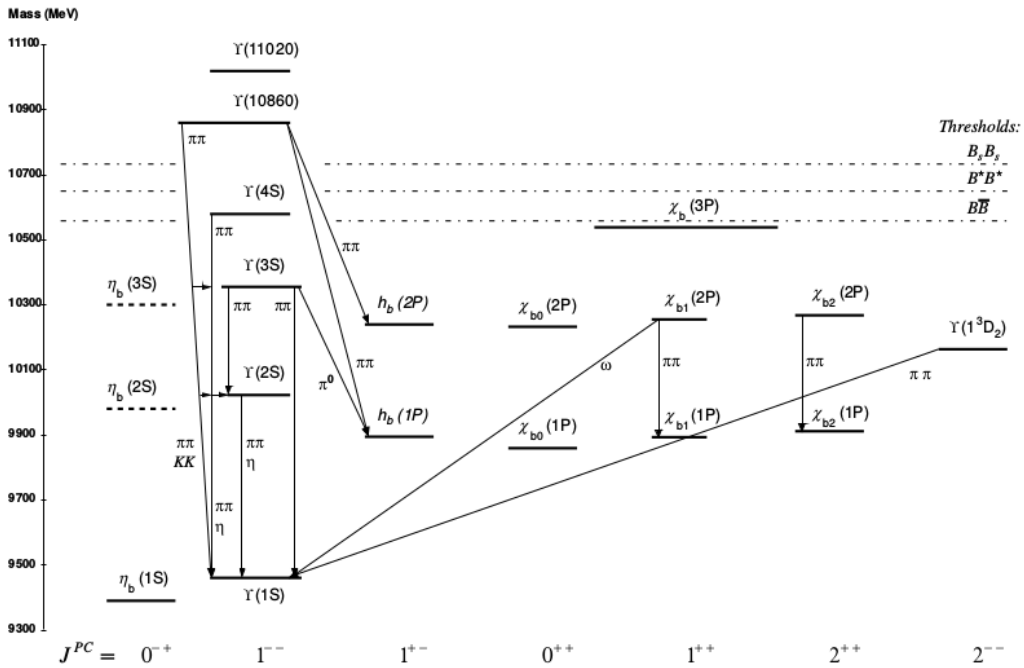 Mass (MeV)
11100
ϒ(11020)
ϒ(10860)
10900
Thresholds:
ππ
B_sB_s
10700
B*B*
ϒ(4S)
χ_b(3P)
BB̅
10500
ππ
ππ
ϒ(3S)
η_b(3S)
h_b(2P) χ_b0(2P) χ_b1(2P) χ_b2(2P)
10300
ππ ππ
ϒ(1³D₂)
ππ ω ππ ππ ππ
10100
ϒ(2S)
η_b(2S) π⁰
h_b(1P) χ_b0(1P) χ_b1(1P) χ_b2(1P)
9900
ππ ππ
KK η
9700
ππ
η
9500
η_b(1S)
ϒ(1S)
9300
J^PC = 0⁻⁺ 1⁻⁻ 1⁺⁻ 0⁺⁺ 1⁺⁺ 2⁺⁺ 2⁻⁻